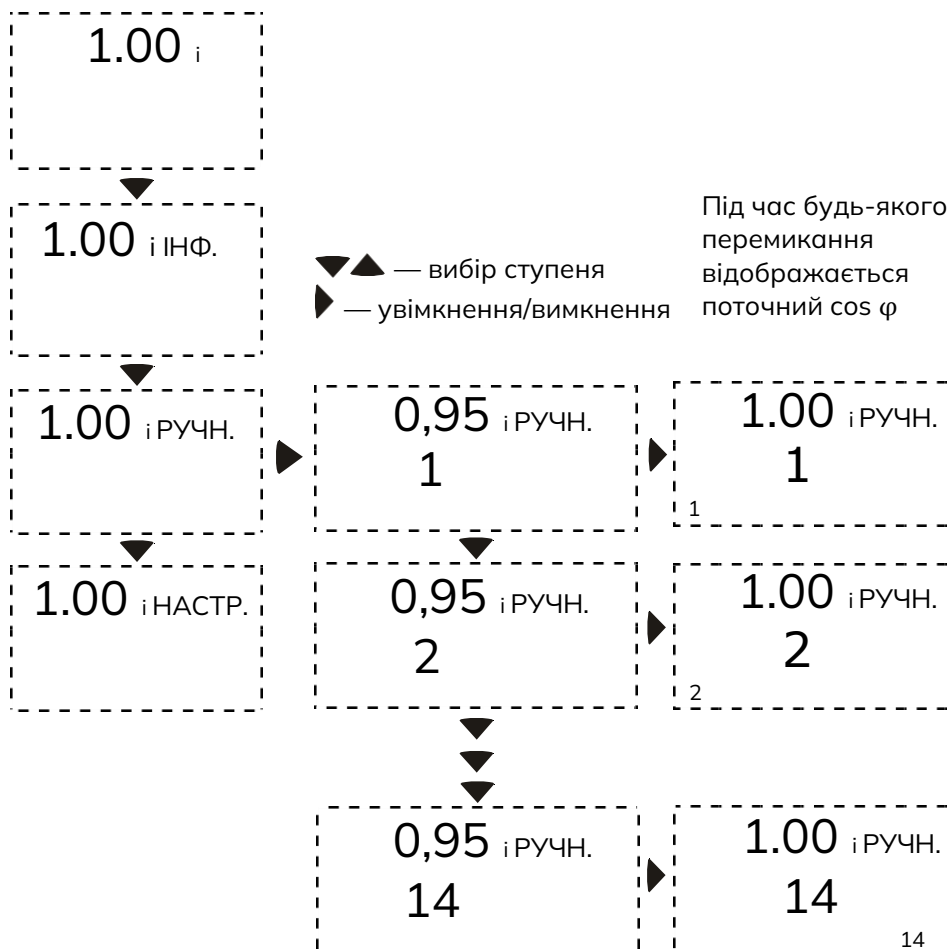 1.00 i
1.00 i ІНФ.
▼▲ — вибір ступеня
▶ — увімкнення/вимкнення
Під час будь-якого
перемикання
відображається
поточний cos φ
1.00 i РУЧН.
0,95 i РУЧН.
1
1.00 i РУЧН.
1
1
1.00 i НАСТР.
0,95 i РУЧН.
2
1.00 i РУЧН.
2
2
0,95 i РУЧН.
14
1.00 i РУЧН.
14
14